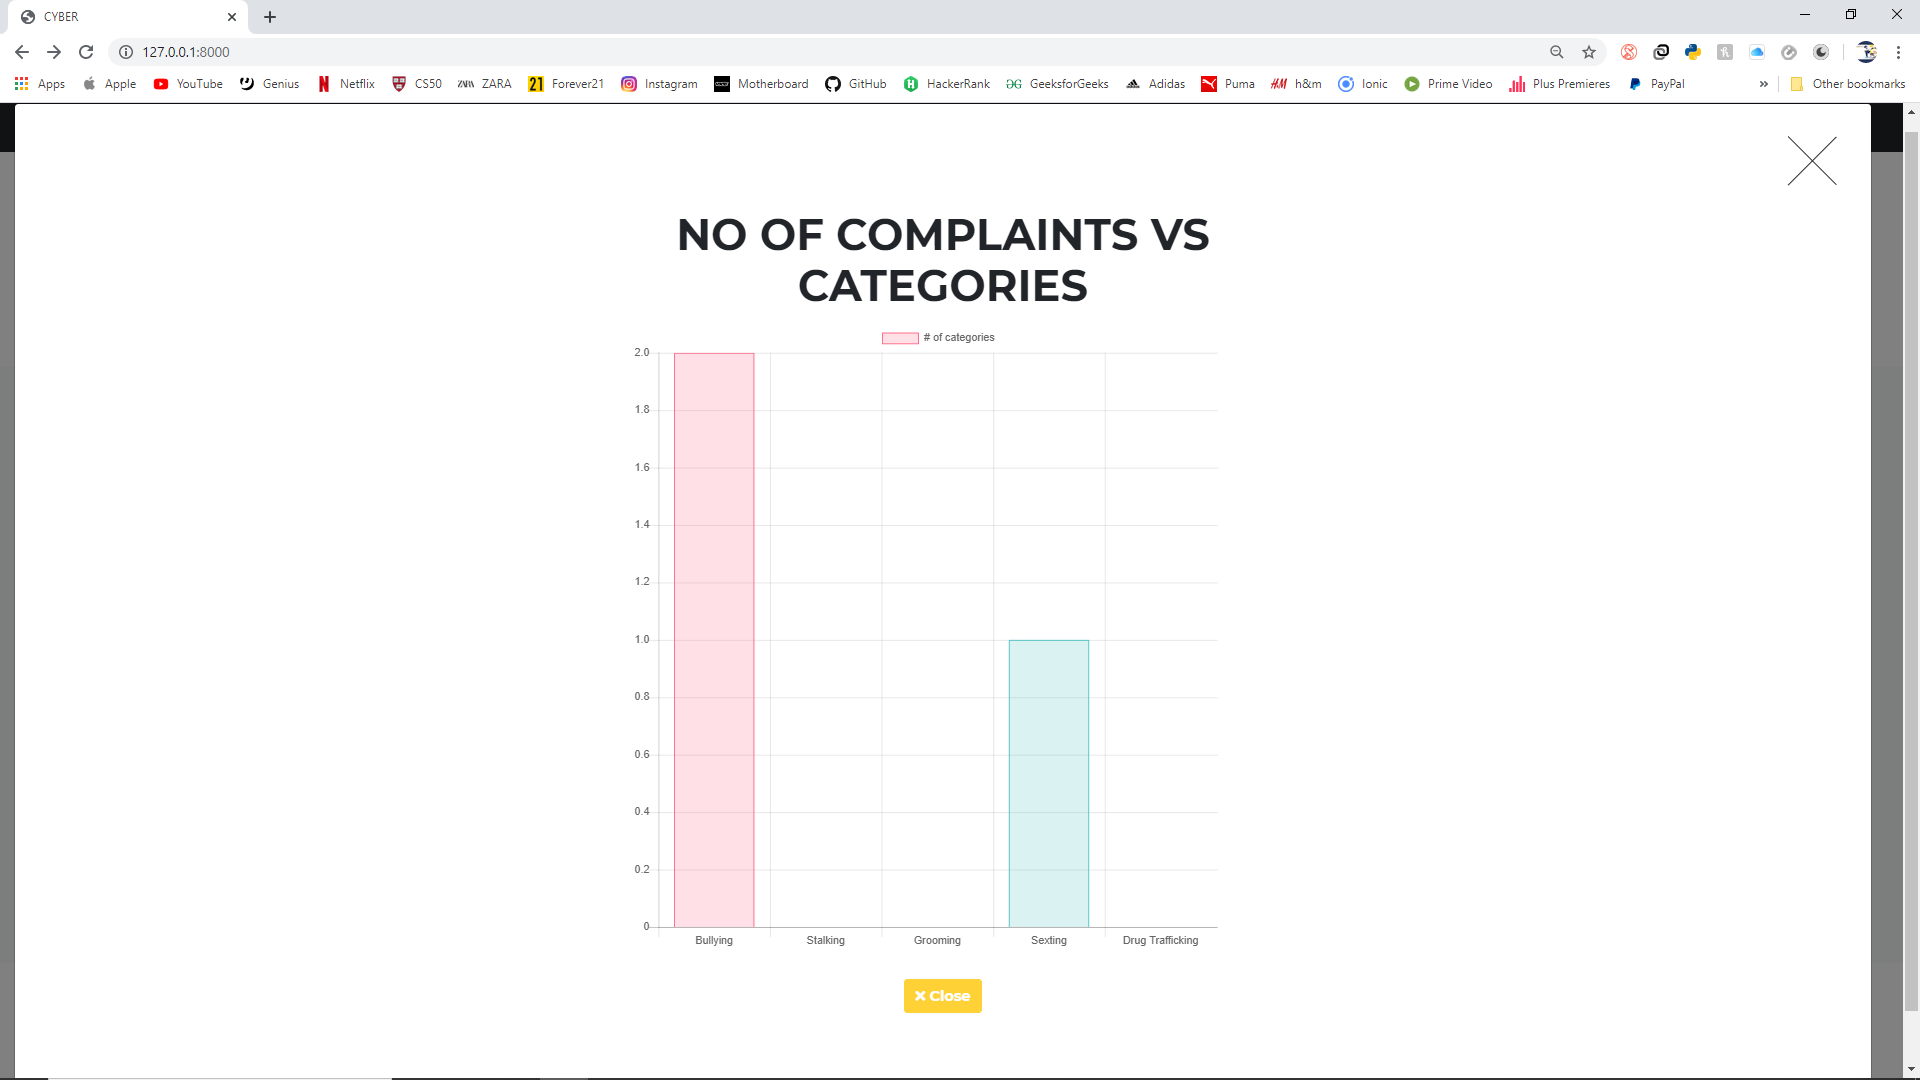 CYBER
127.0.0.1:8000
Apps Apple YouTube Genius Netflix CS50 ZARA ZARA 21 Forever21 Instagram Motherboard GitHub HackerRank GeeksforGeeks Adidas Puma H&M h&m Ionic Prime Video Plus Premieres PayPal » Other bookmarks
NO OF COMPLAINTS VS
CATEGORIES
# of categories
2.0
1.8
1.6
1.4
1.2
1.0
0.8
0.6
0.4
0.2
0
Bullying Stalking Grooming Sexting Drug Trafficking
Close